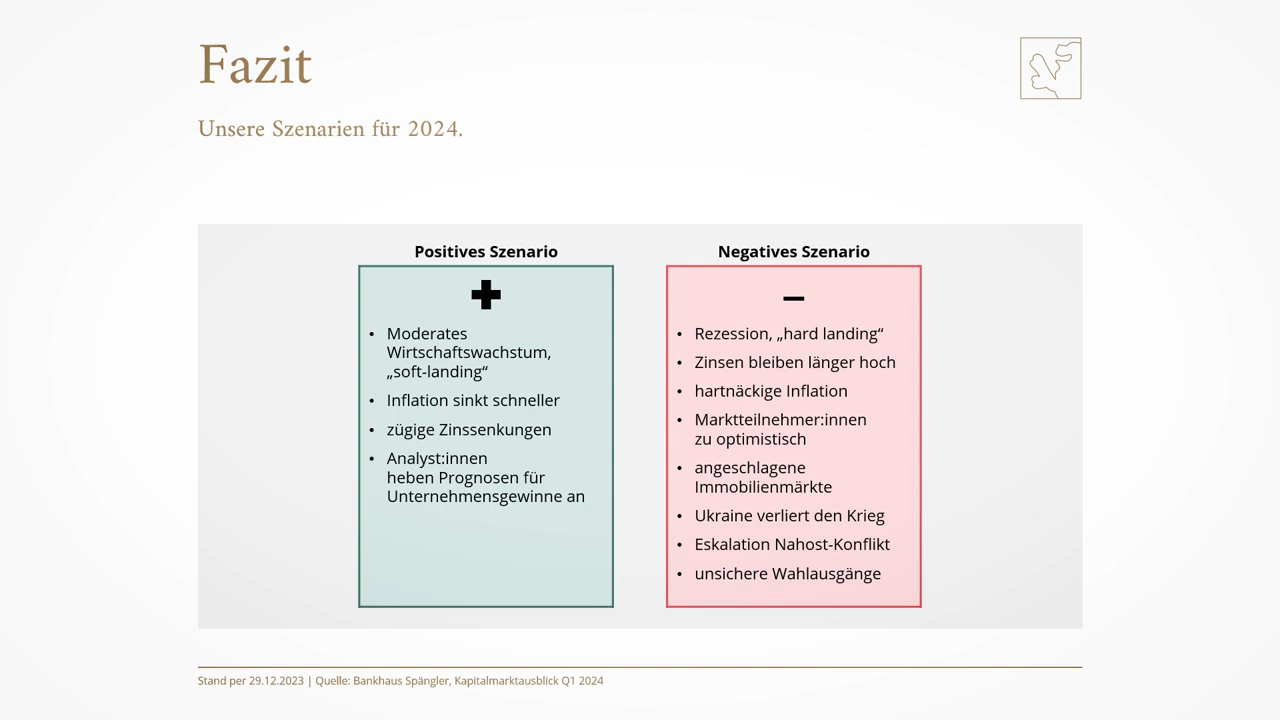 Fazit
Unsere Szenarien für 2024.
Positives Szenario
+
• Moderates
Wirtschaftswachstum,
„soft-landing“
• Inflation sinkt schneller
• zügige Zinssenkungen
• Analyst:innen
heben Prognosen für
Unternehmensgewinne an
Negatives Szenario
–
• Rezession, „hard landing“
• Zinsen bleiben länger hoch
• hartnäckige Inflation
• Marktteilnehmer:innen
zu optimistisch
• angeschlagene
Immobilienmärkte
• Ukraine verliert den Krieg
• Eskalation Nahost-Konflikt
• unsichere Wahlausgänge
Stand per 29.12.2023 | Quelle: Bankhaus Spängler, Kapitalmarktausblick Q1 2024